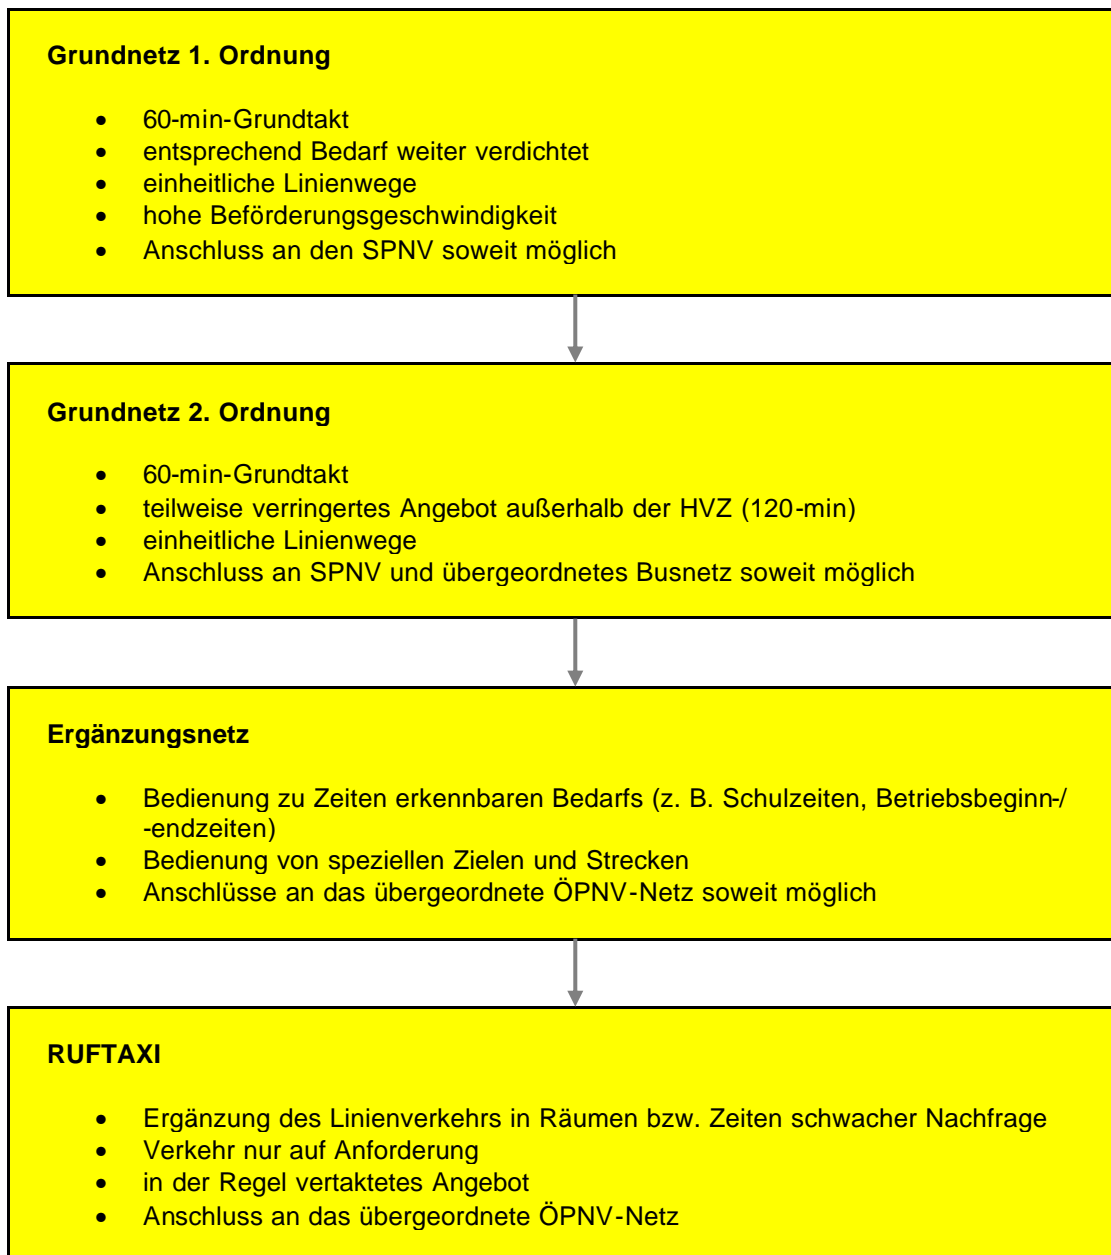 Grundnetz 1. Ordnung
• 60-min-Grundtakt
• entsprechend Bedarf weiter verdichtet
• einheitliche Linienwege
• hohe Beförderungsgeschwindigkeit
• Anschluss an den SPNV soweit möglich
Grundnetz 2. Ordnung
• 60-min-Grundtakt
• teilweise verringertes Angebot außerhalb der HVZ (120-min)
• einheitliche Linienwege
• Anschluss an SPNV und übergeordnetes Busnetz soweit möglich
Ergänzungsnetz
• Bedienung zu Zeiten erkennbaren Bedarfs (z. B. Schulzeiten, Betriebsbeginn-/
-endzeiten)
• Bedienung von speziellen Zielen und Strecken
• Anschlüsse an das übergeordnete ÖPNV-Netz soweit möglich
RUFTAXI
• Ergänzung des Linienverkehrs in Räumen bzw. Zeiten schwacher Nachfrage
• Verkehr nur auf Anforderung
• in der Regel vertaktetes Angebot
• Anschluss an das übergeordnete ÖPNV-Netz